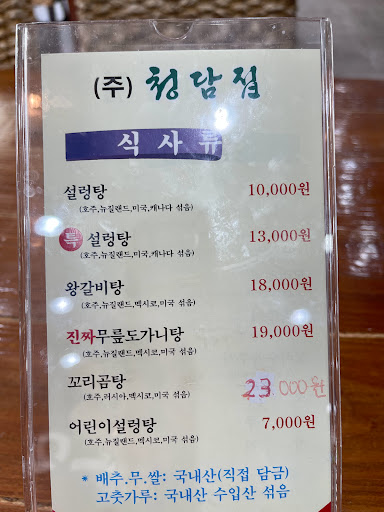 (주) 청담집
식사류
설렁탕 10,000원
(호주,뉴질랜드,미국,캐나다 섞음)
특 설렁탕 13,000원
(호주,뉴질랜드,미국,캐나다 섞음)
왕갈비탕 18,000원
(호주,뉴질랜드,멕시코,미국 섞음)
진짜무릎도가니탕 19,000원
(호주,뉴질랜드,멕시코,미국 섞음)
꼬리곰탕 23 000원
(호주,러시아,멕시코,미국 섞음)
어린이설렁탕 7,000원
(호주,뉴질랜드,멕시코,미국 섞음)
* 배추.무.쌀: 국내산(직접 담금)
고춧가루: 국내산 수입산 섞음